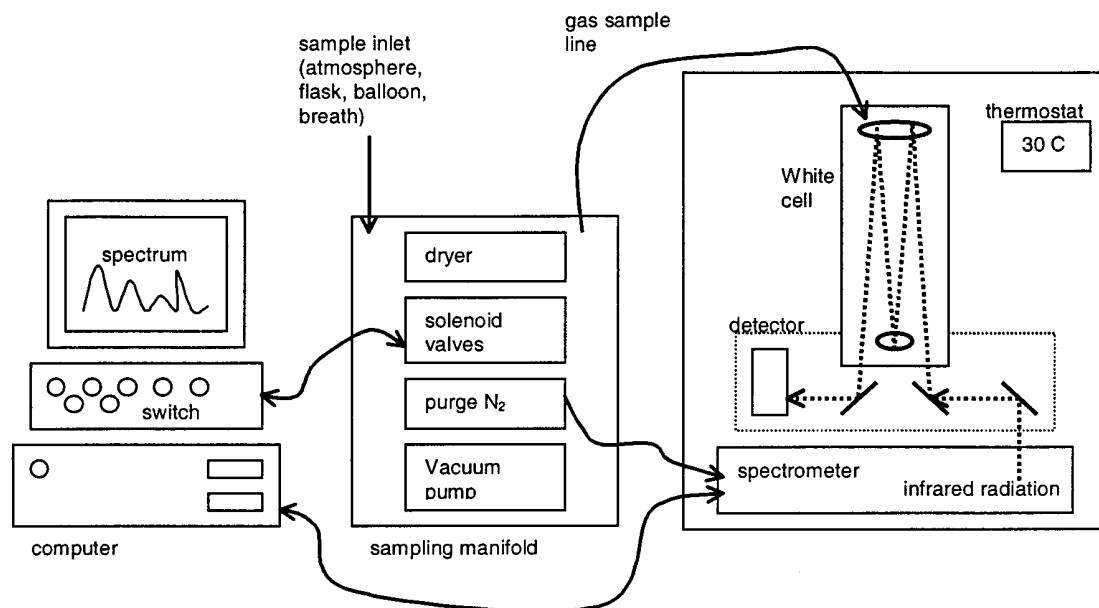 gas sample
line
sample inlet
(atmosphere,
flask, balloon,
breath)
thermostat
30 C
White
cell
spectrum
dryer
solenoid
valves
detector
switch
purge N₂
Vacuum
pump
spectrometer
infrared radiation
computer
sampling manifold